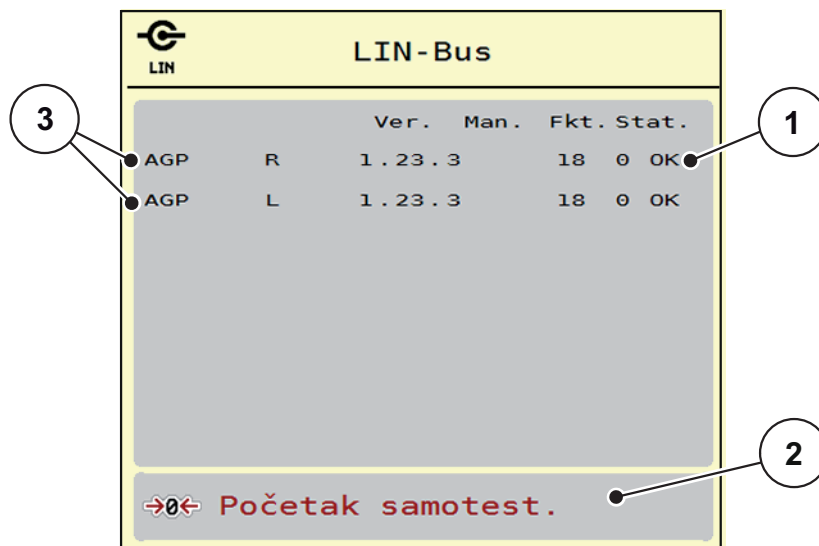 LIN
LIN-Bus
Ver. Man. Fkt. Stat.
AGP R 1.23.3 18 0 OK
AGP L 1.23.3 18 0 OK
→0← Početak samotest.
3
1
2